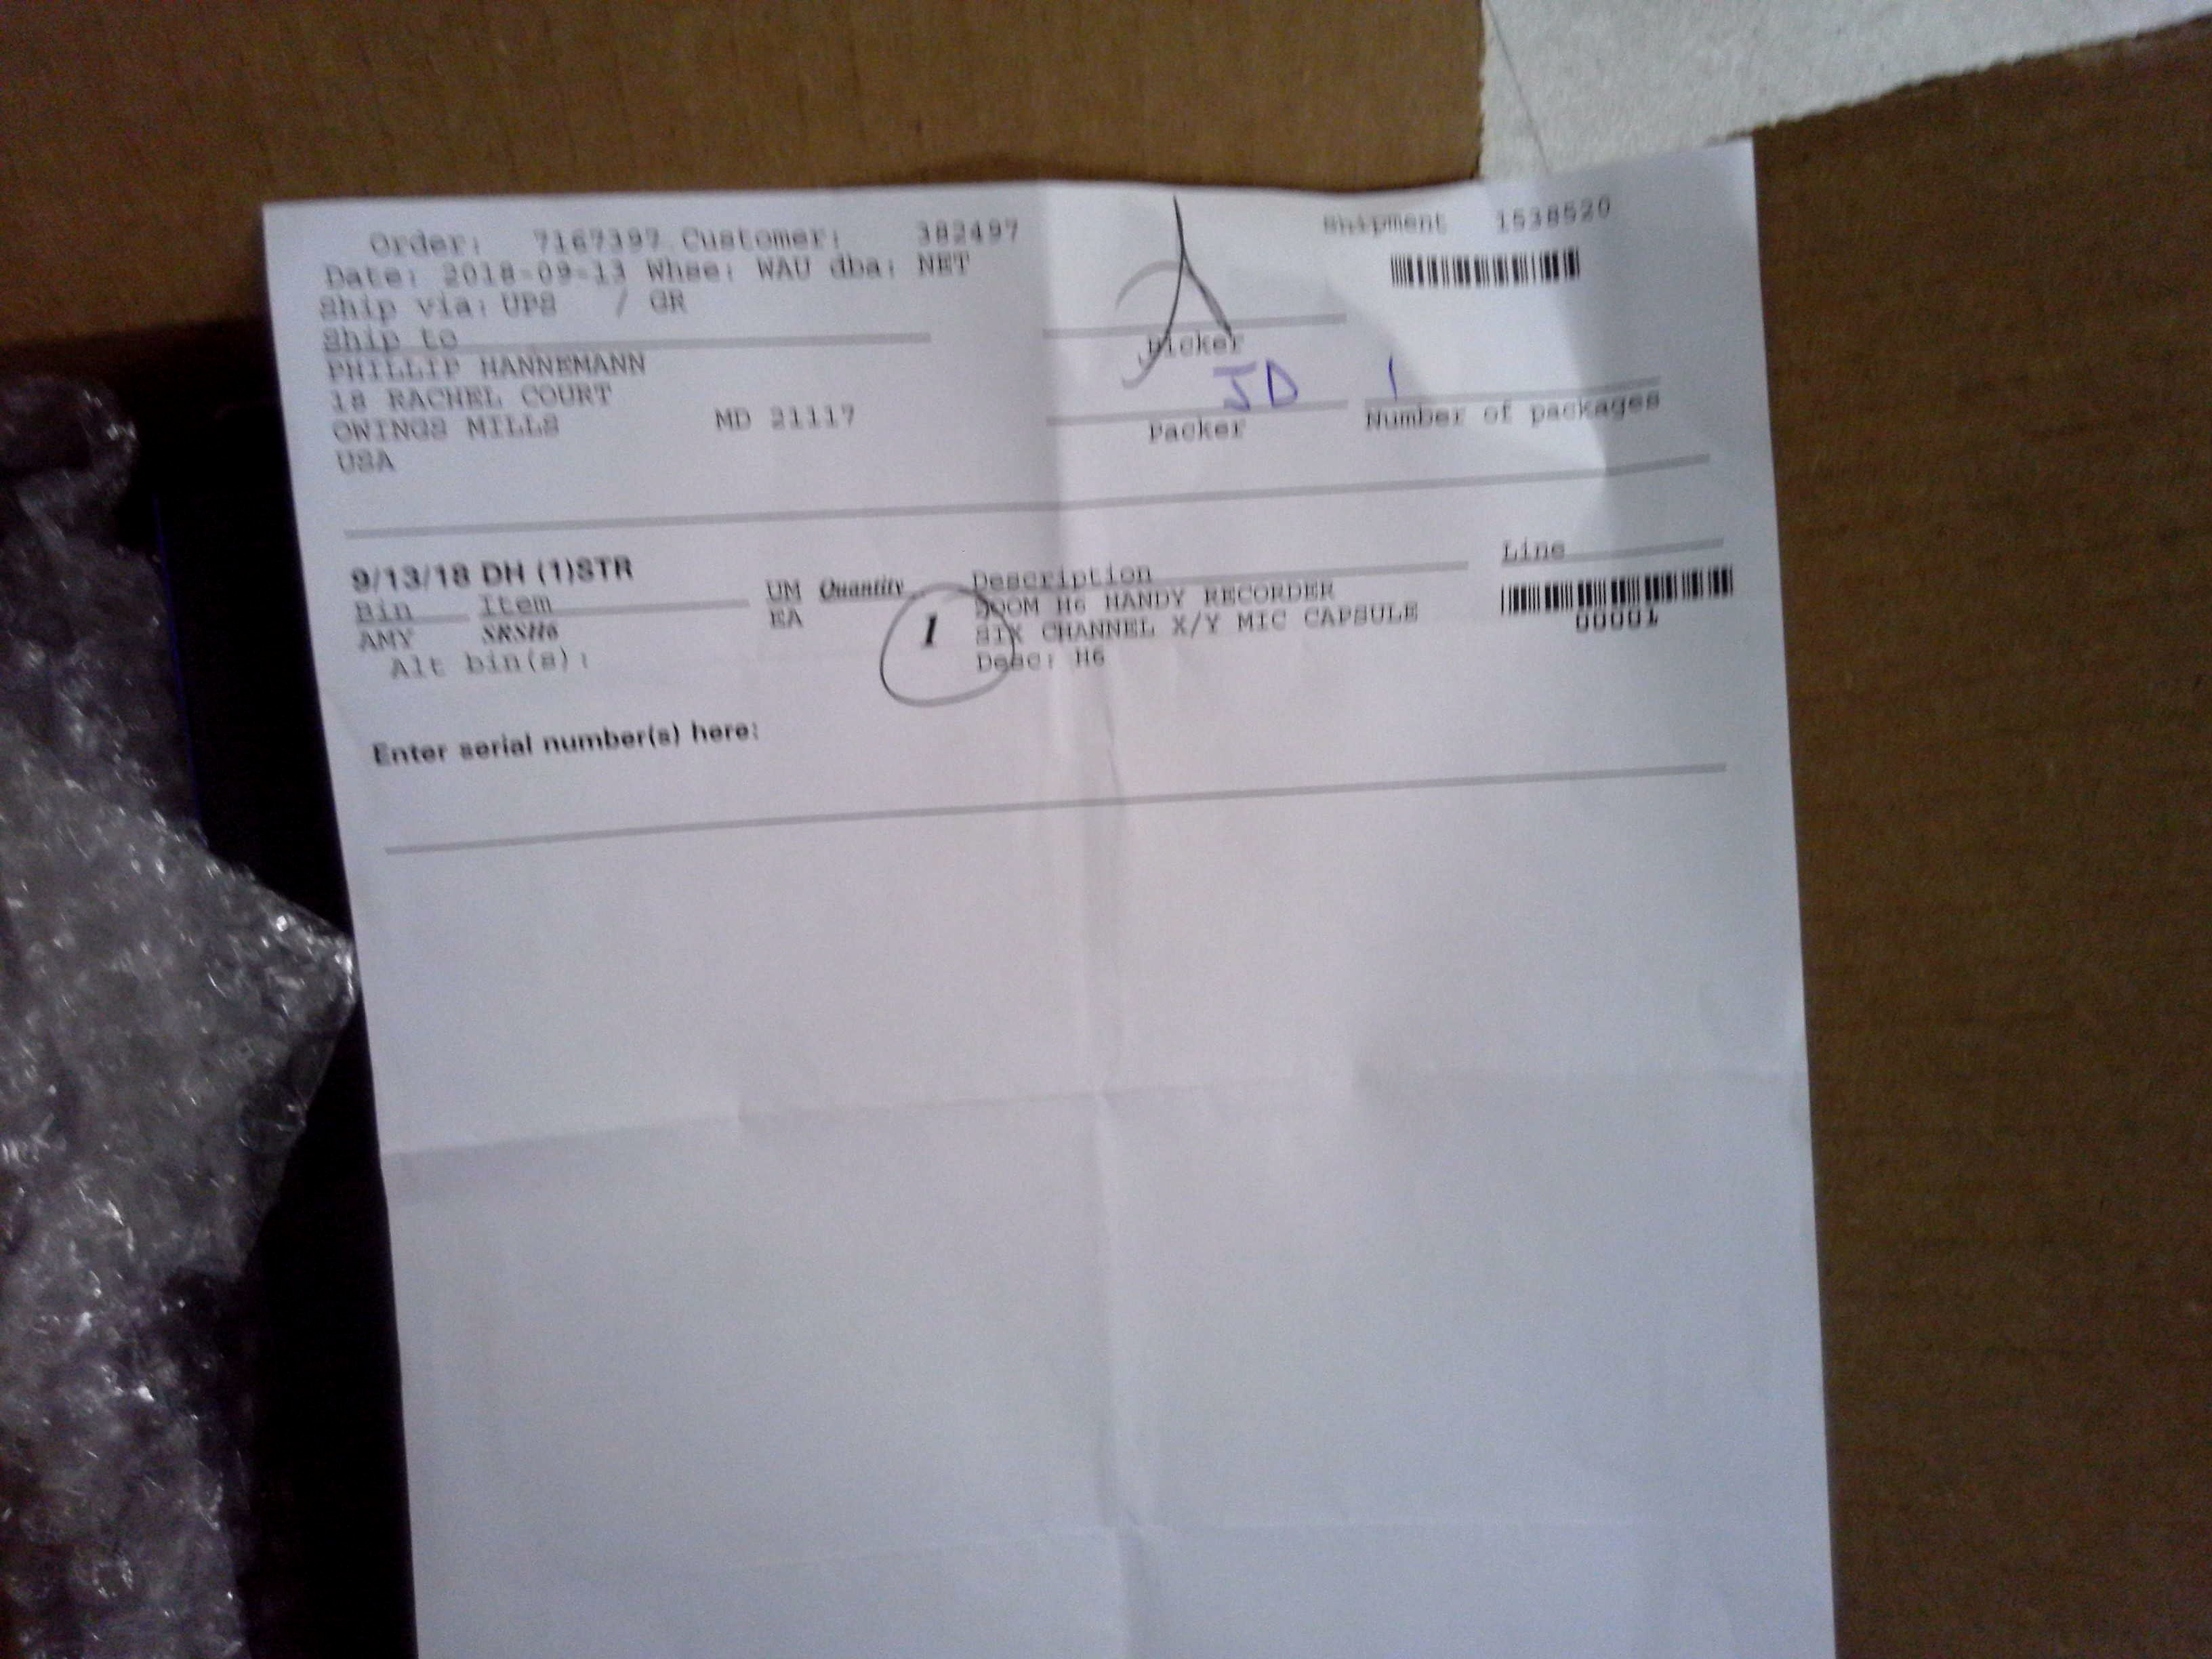 Order: 7167397 Customer: 382497
Shipment 1538520
Date: 2018-09-13 Whse: WAU dba: NET
Ship via: UPS / GR
Ship to
Picker
PHILLIP HANNEMANN
18 RACHEL COURT
JD 1
OWINGS MILLS MD 21117
Packer Number of packages
USA
9/13/18 DH (1)STR
Line
Bin Item UM Quantity Description
AMY SRSH6 EA 1 ZOOM H6 HANDY RECORDER
SIX CHANNEL X/Y MIC CAPSULE
00001
Alt bin(s): Desc: H6
Enter serial number(s) here: